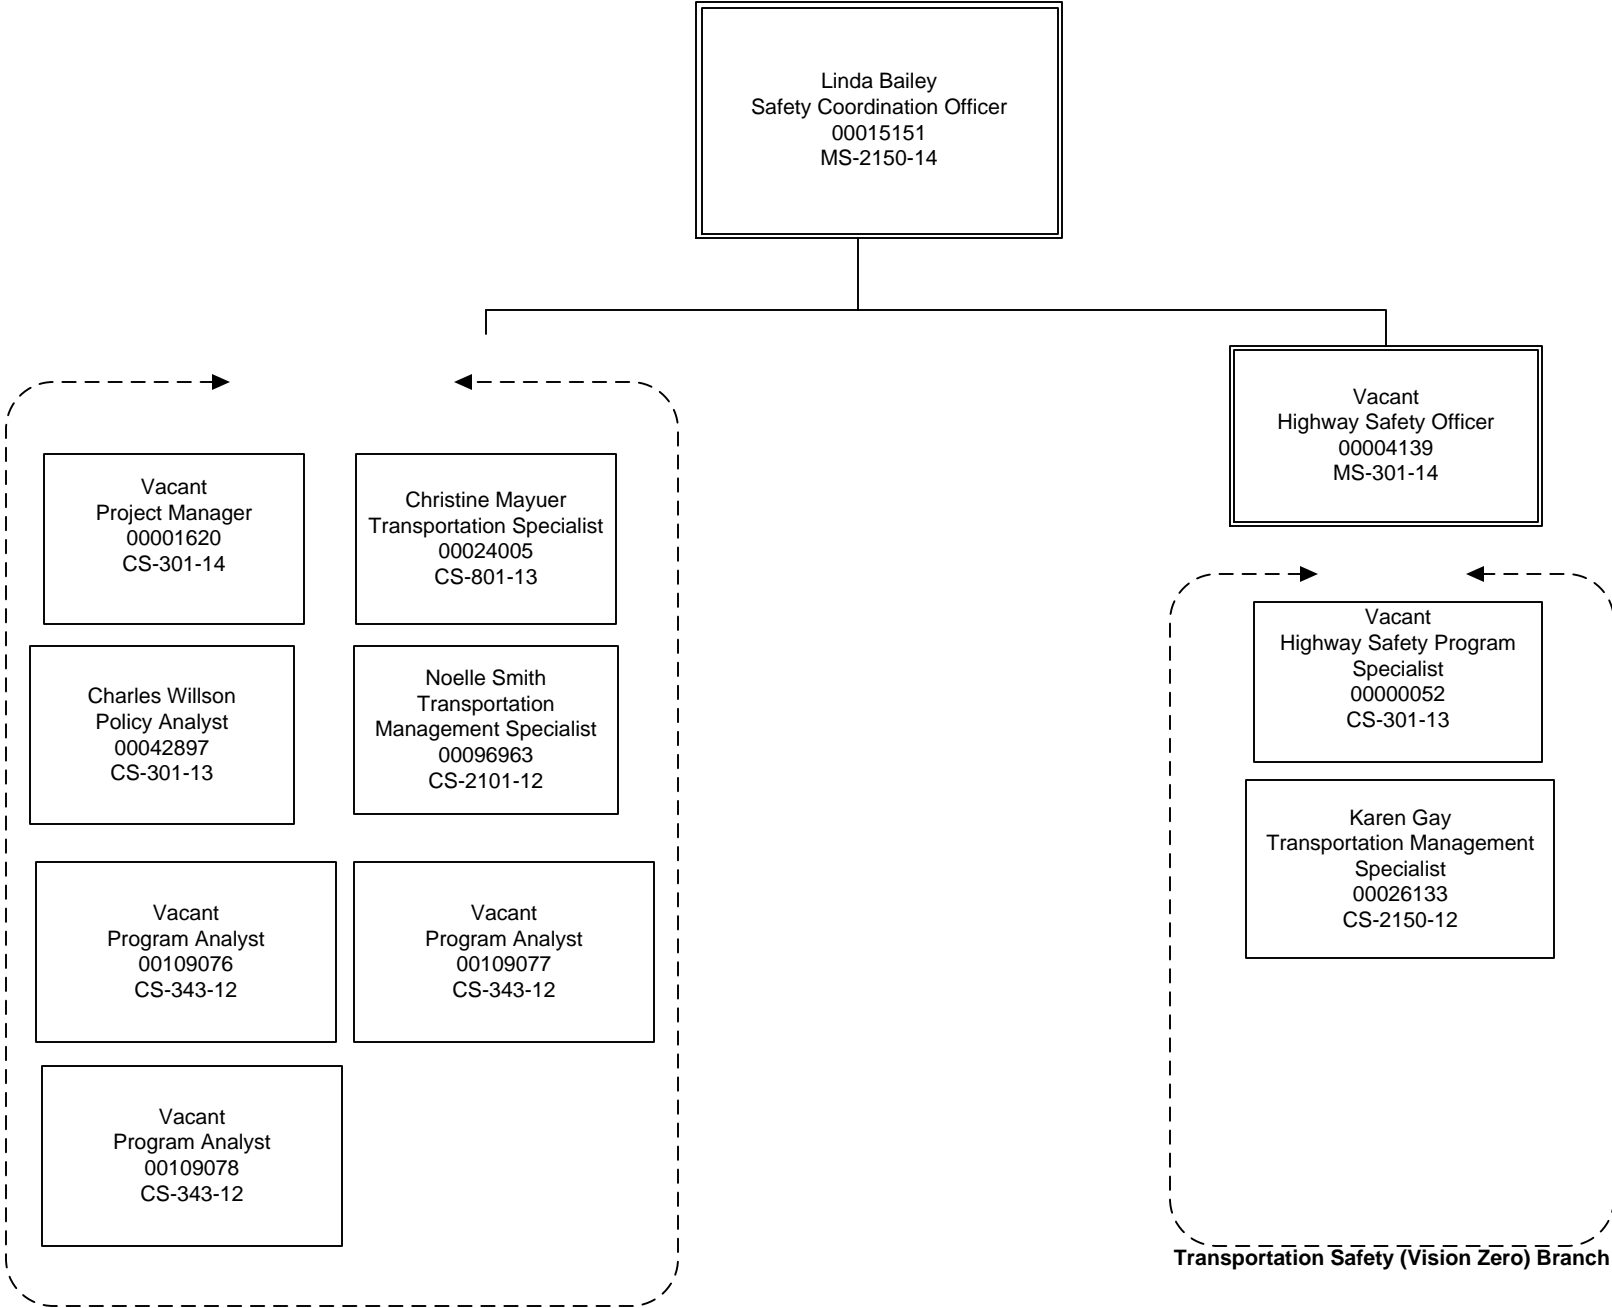 Linda Bailey
Safety Coordination Officer
00015151
MS-2150-14
Vacant
Highway Safety Officer
00004139
MS-301-14
Vacant
Project Manager
00001620
CS-301-14
Christine Mayuer
Transportation Specialist
00024005
CS-801-13
Charles Willson
Policy Analyst
00042897
CS-301-13
Noelle Smith
Transportation
Management Specialist
00096963
CS-2101-12
Vacant
Program Analyst
00109076
CS-343-12
Vacant
Program Analyst
00109077
CS-343-12
Vacant
Program Analyst
00109078
CS-343-12
Vacant
Highway Safety Program
Specialist
00000052
CS-301-13
Karen Gay
Transportation Management
Specialist
00026133
CS-2150-12
Transportation Safety (Vision Zero) Branch